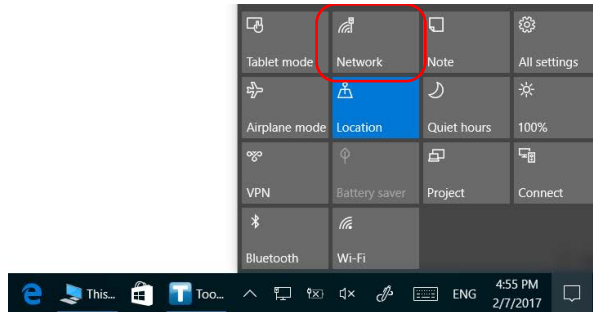 Tablet mode Network Note All settings
Airplane mode Location Quiet hours 100%
VPN Battery saver Project Connect
Bluetooth Wi-Fi
This... Too... ENG 4:55 PM
2/7/2017